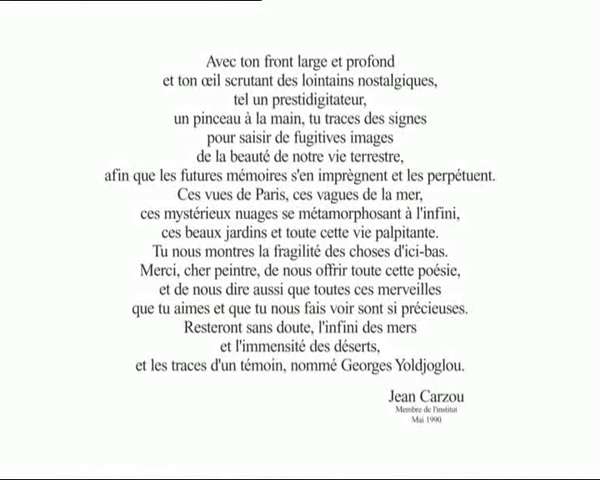 Avec ton front large et profond
et ton œil scrutant des lointains nostalgiques,
tel un prestidigitateur,
un pinceau à la main, tu traces des signes
pour saisir de fugitives images
de la beauté de notre vie terrestre,
afin que les futures mémoires s'en imprègnent et les perpétuent.
Ces vues de Paris, ces vagues de la mer,
ces mystérieux nuages se métamorphosant à l'infini,
ces beaux jardins et toute cette vie palpitante.
Tu nous montres la fragilité des choses d'ici-bas.
Merci, cher peintre, de nous offrir toute cette poésie,
et de nous dire aussi que toutes ces merveilles
que tu aimes et que tu nous fais voir sont si précieuses.
Resteront sans doute, l'infini des mers
et l'immensité des déserts,
et les traces d'un témoin, nommé Georges Yoldjoglou.
Jean Carzou
Membre de l'institut
Mai 1990